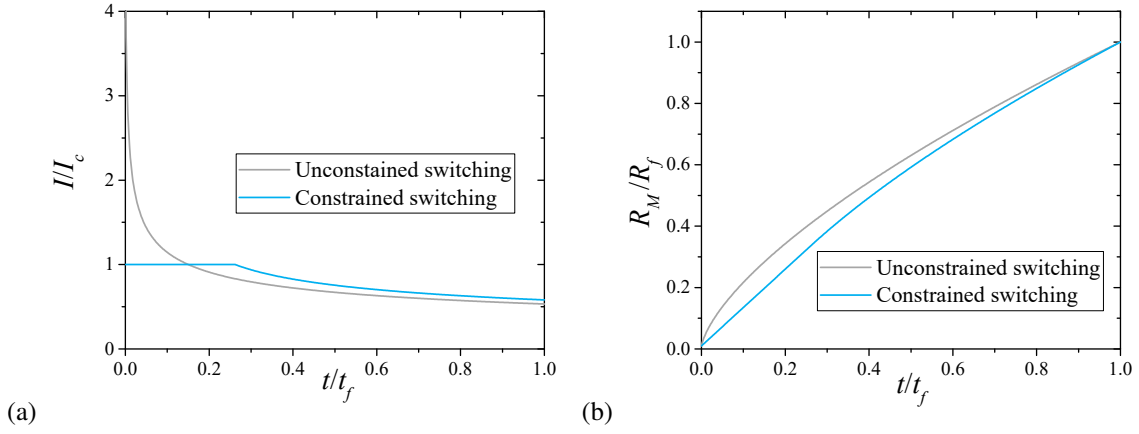 4
3
2
1
0
I/I_c
Unconstained switching
Constrained switching
0.0 0.2 0.4 0.6 0.8 1.0
t/t_f
(a)
1.0
0.8
0.6
0.4
0.2
0.0
R_M/R_f
Unconstrained switching
Constrained switching
0.0 0.2 0.4 0.6 0.8 1.0
t/t_f
(b)